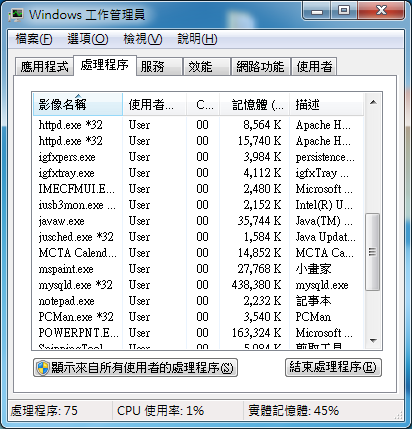 Windows 工作管理員
檔案(F) 選項(O) 檢視(V) 說明(H)
應用程式 處理程序 服務 效能 網路功能 使用者
影像名稱 使用者... C... 記憶體 (... 描述
httpd.exe *32 User 00 8,564 K Apache H...
httpd.exe *32 User 00 15,740 K Apache H...
igfxpers.exe User 00 3,984 K persistence...
igfxtray.exe User 00 4,112 K igfxTray ...
IMECFMUI.E... User 00 2,480 K Microsoft ...
iusb3mon.exe ... User 00 2,152 K Intel(R) U...
javaw.exe User 00 35,744 K Java(TM) ...
jusched.exe *32 User 00 1,584 K Java Updat...
MCTA Calend... User 00 14,852 K MCTA Cale...
mspaint.exe User 00 27,768 K 小畫家
mysqld.exe *32 User 00 438,380 K mysqld.exe
notepad.exe User 00 2,232 K 記事本
PCMan.exe *32 User 00 3,540 K PCMan
POWERPNT.E... User 00 163,324 K Microsoft ...
SnippingTool... User 00 5,084 K 剪取工具
顯示來自所有使用者的處理程序(S) 結束處理程序(E)
處理程序: 75 CPU 使用率: 1% 實體記憶體: 45%